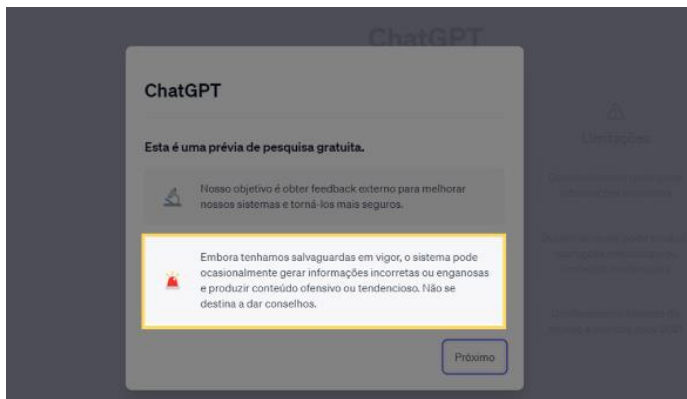 ChatGPT
ChatGPT
Esta é uma prévia de pesquisa gratuita.
Nosso objetivo é obter feedback externo para melhorar
nossos sistemas e torná-los mais seguros.
Embora tenhamos salvaguardas em vigor, o sistema pode
ocasionalmente gerar informações incorretas ou enganosas
e produzir conteúdo ofensivo ou tendencioso. Não se
destina a dar conselhos.
Próximo
Limitações